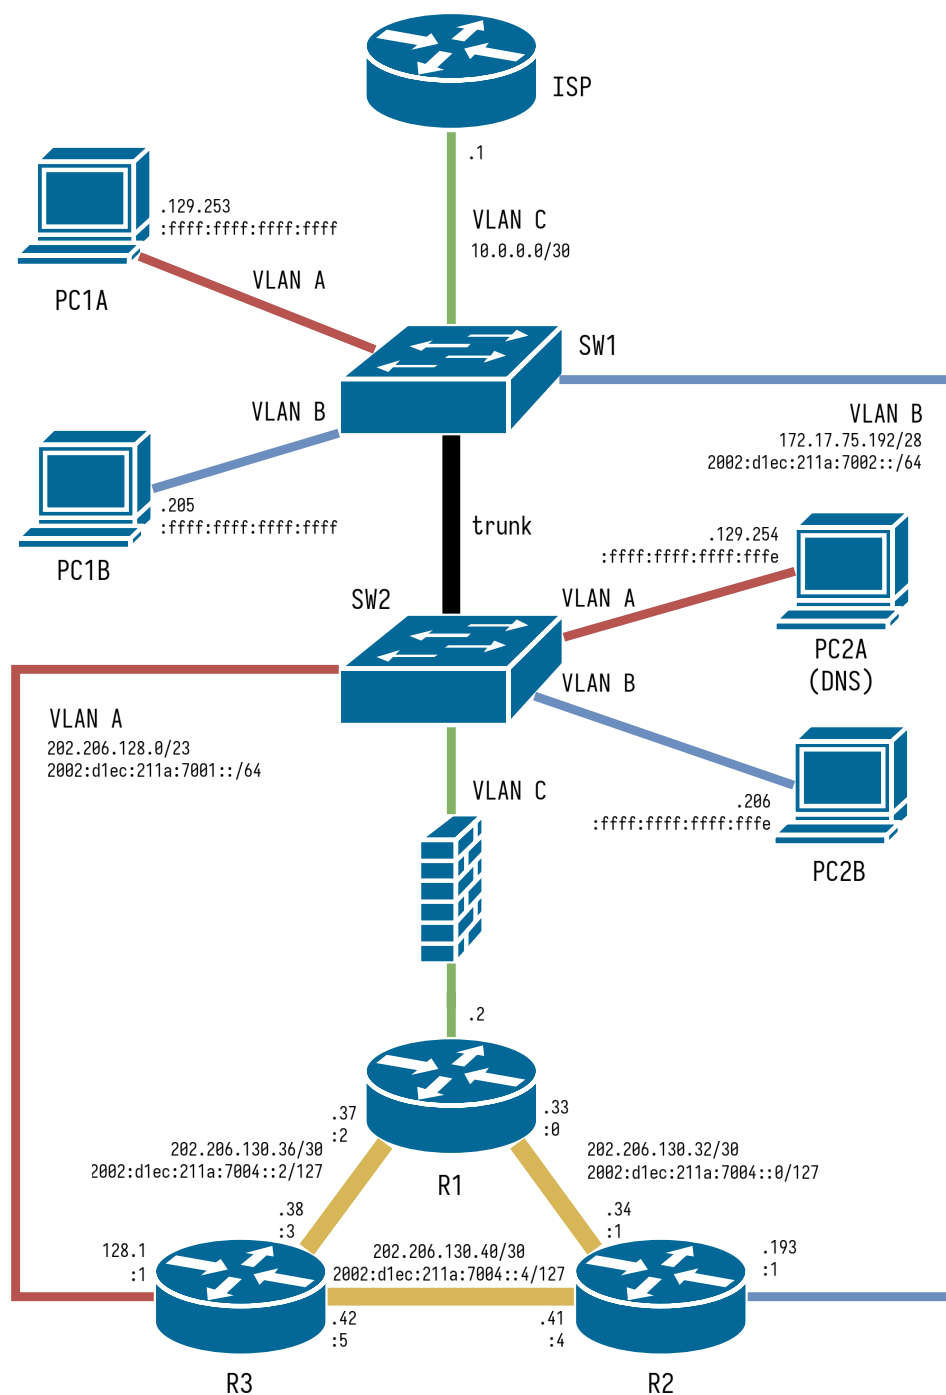 ISP
.1
VLAN C
10.0.0.0/30
.129.253
:ffff:ffff:ffff:ffff
VLAN A
PC1A
SW1
VLAN B
VLAN B
172.17.75.192/28
2002:d1ec:211a:7002::/64
.205
:ffff:ffff:ffff:ffff
PC1B
trunk
.129.254
:ffff:ffff:ffff:fffe
SW2
VLAN A
PC2A
(DNS)
VLAN B
VLAN A
202.206.128.0/23
2002:d1ec:211a:7001::/64
VLAN C
.206
:ffff:ffff:ffff:fffe
PC2B
.2
.37
:2
.33
:0
202.206.130.36/30
2002:d1ec:211a:7004::2/127
202.206.130.32/30
2002:d1ec:211a:7004::0/127
R1
.38
:3
.34
:1
128.1
:1
202.206.130.40/30
2002:d1ec:211a:7004::4/127
.193
:1
.42
:5
.41
:4
R3
R2